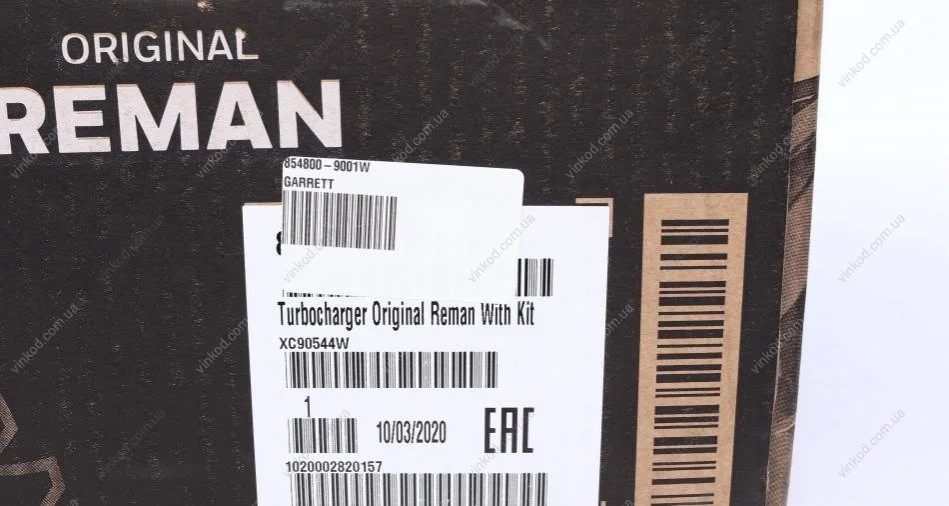 ORIGINAL
REMAN
854800-9001W
GARRETT
Turbocharger Original Reman With Kit
XC90544W
1
10/03/2020
EAC
1020002820157
vinkod.com.ua